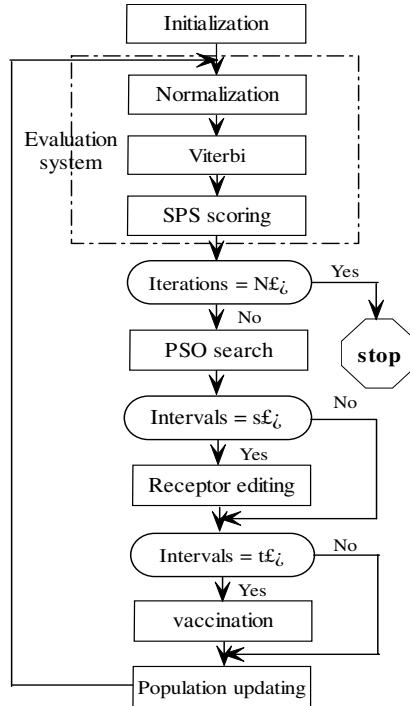 Initialization
Normalization
Evaluation
system
Viterbi
SPS scoring
Iterations = N£¿
Yes
No
stop
PSO search
Intervals = s£¿
No
Yes
Receptor editing
Intervals = t£¿
No
Yes
vaccination
Population updating